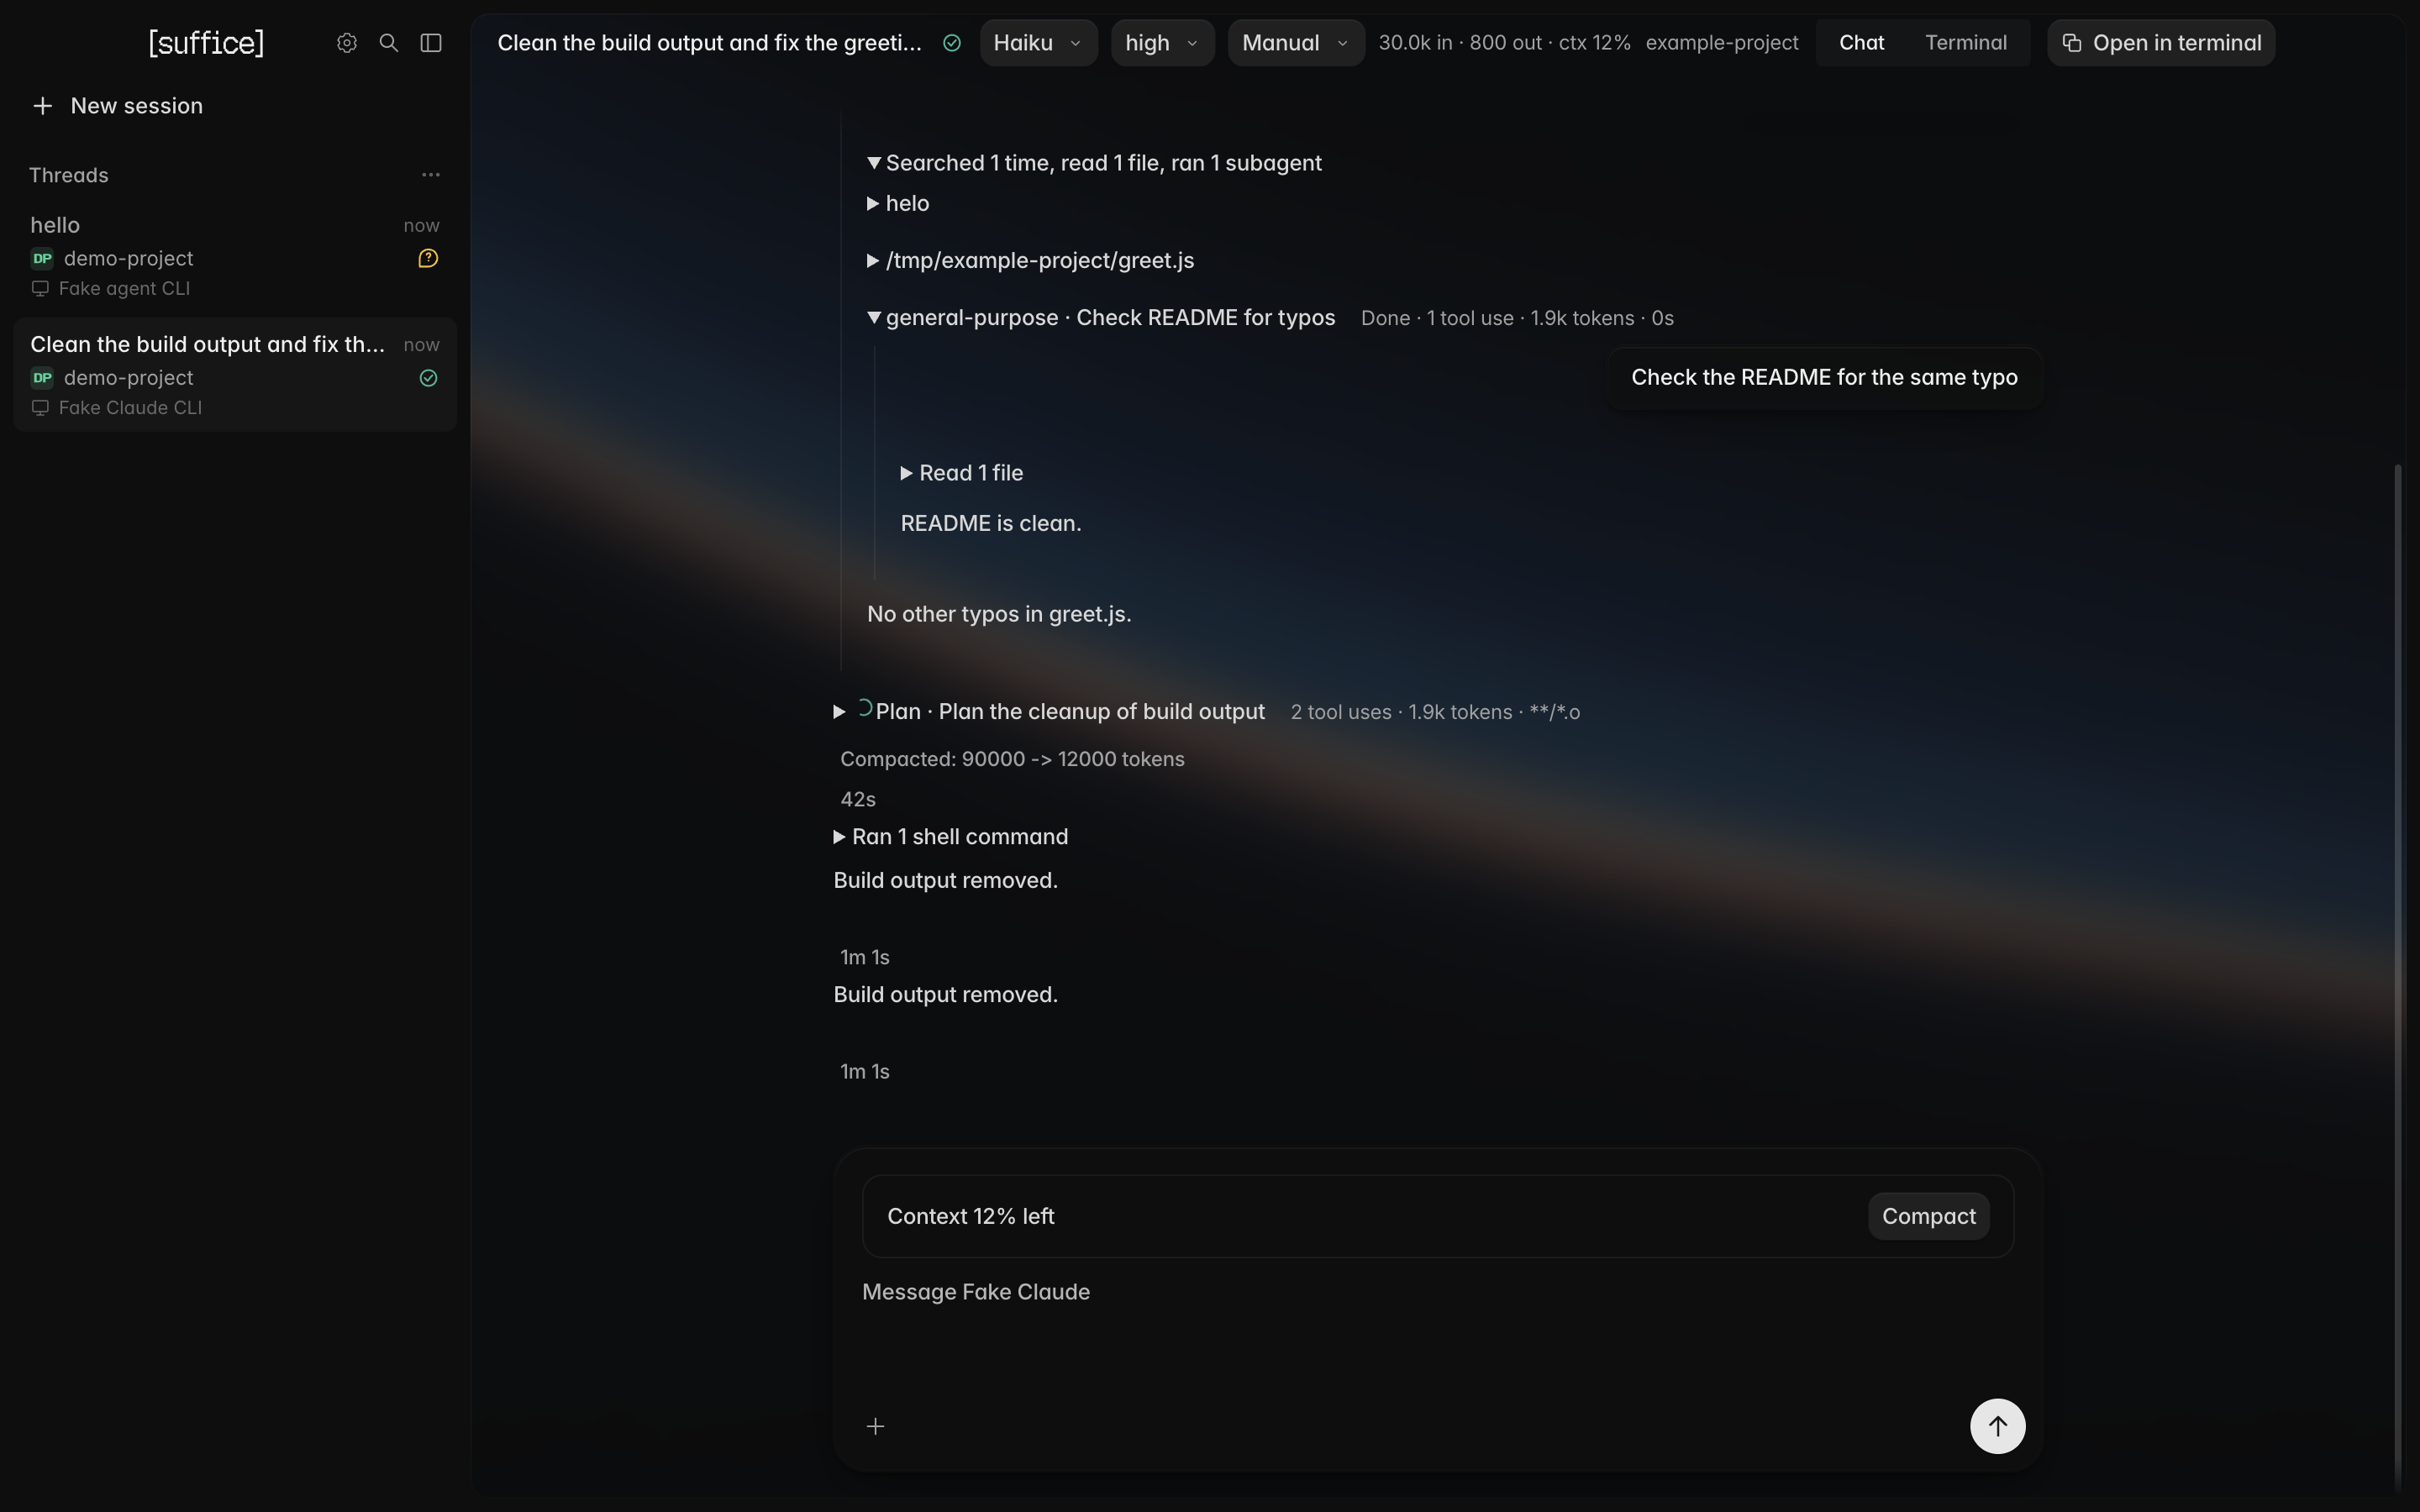 [suffice]
New session
Threads
hello now
DP demo-project
Fake agent CLI
Clean the build output and fix th... now
DP demo-project
Fake Claude CLI
Clean the build output and fix the greeti... Haiku high Manual 30.0k in · 800 out · ctx 12% example-project Chat Terminal Open in terminal
Searched 1 time, read 1 file, ran 1 subagent
helo
/tmp/example-project/greet.js
general-purpose · Check README for typos Done · 1 tool use · 1.9k tokens · 0s
Check the README for the same typo
Read 1 file
README is clean.
No other typos in greet.js.
Plan · Plan the cleanup of build output 2 tool uses · 1.9k tokens · **/*.o
Compacted: 90000 -> 12000 tokens
42s
Ran 1 shell command
Build output removed.
1m 1s
Build output removed.
1m 1s
Context 12% left Compact
Message Fake Claude